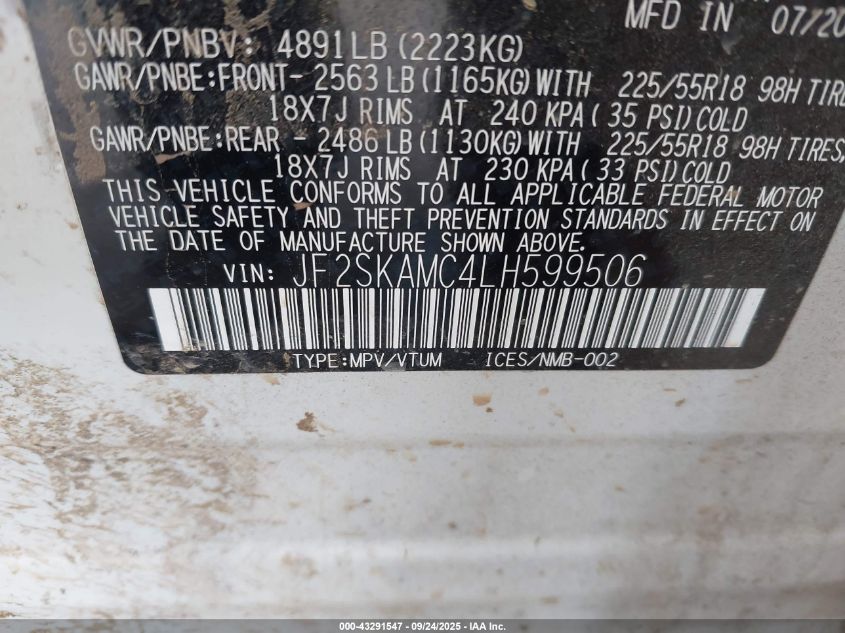 MFD IN 07/20
GVWR/PNBV: 4891LB (2223KG)
GAWR/PNBE:FRONT- 2563 LB (1165KG)WITH 225/55R18 98H TIRE
18X7J RIMS AT 240 KPA( 35 PSI)COLD
GAWR/PNBE:REAR - 2486 LB(1130KG)WITH 225/55R18 98H TIRES,
18X7J RIMS AT 230 KPA( 33 PSI)COLD
THIS VEHICLE CONFORMS TO ALL APPLICABLE FEDERAL MOTOR
VEHICLE SAFETY AND THEFT PREVENTION STANDARDS IN EFFECT ON
THE DATE OF MANUFACTURE SHOWN ABOVE.
VIN: JF2SKAMC4LH599506
TYPE:MPV/VTUM ICES/NMB-002
000-43291547 - 09/24/2025 - IAA Inc.